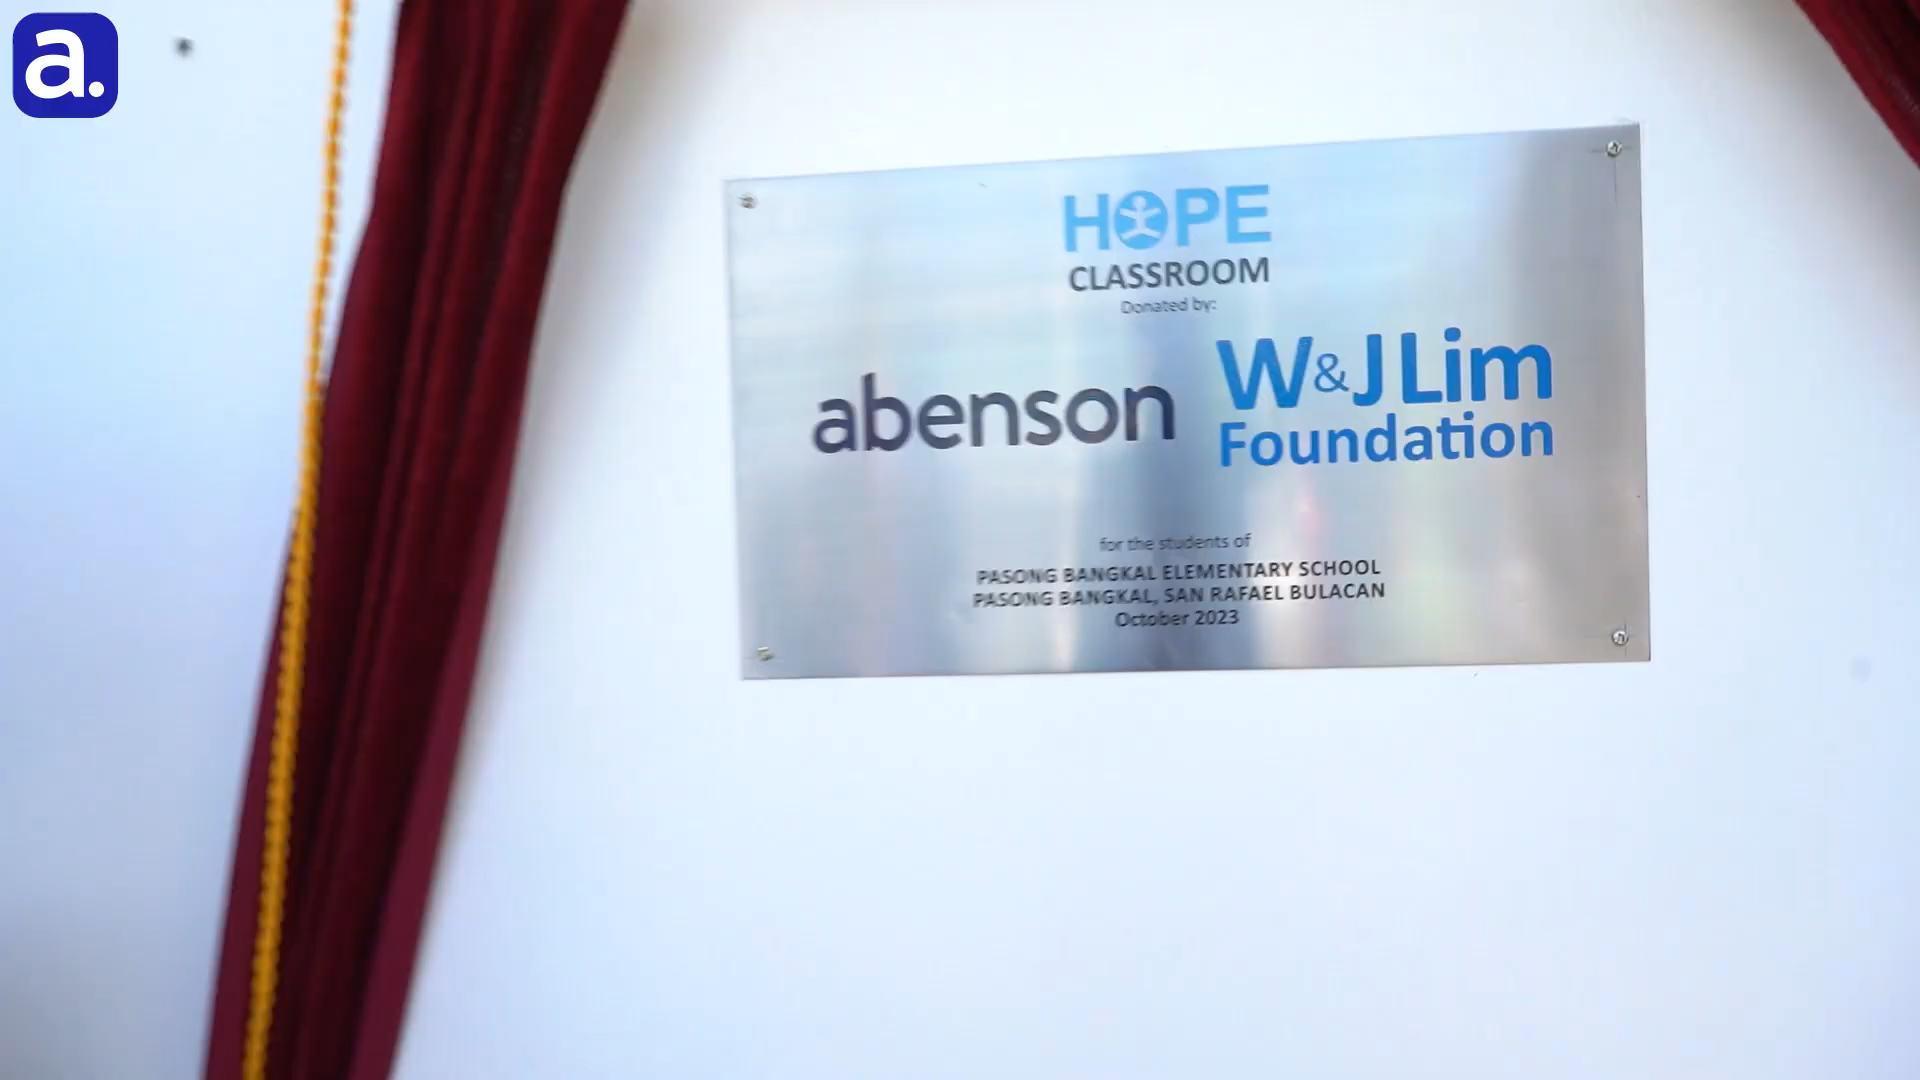 a.
HOPE
CLASSROOM
Donated by:
abenson
W&J Lim
Foundation
for the students of
PASONG BANGKAL ELEMENTARY SCHOOL
PASONG BANGKAL, SAN RAFAEL BULACAN
October 2023